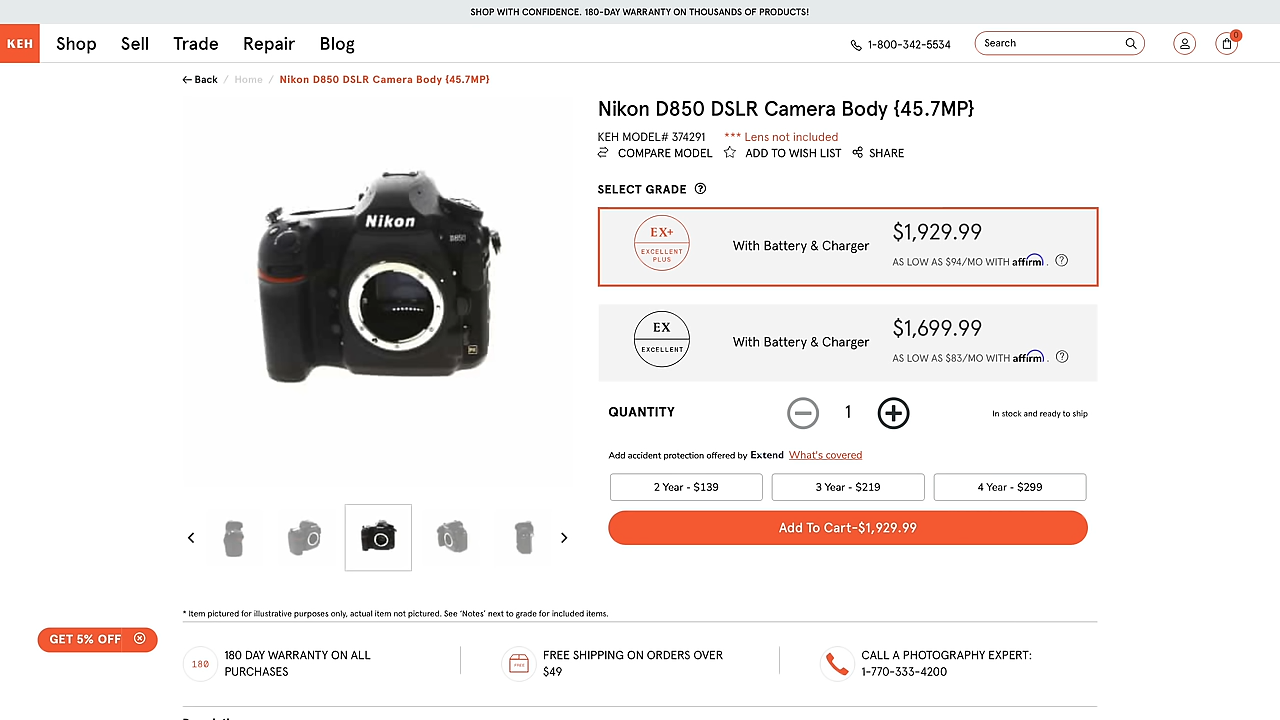 SHOP WITH CONFIDENCE. 180-DAY WARRANTY ON THOUSANDS OF PRODUCTS!
KEH Shop Sell Trade Repair Blog 1-800-342-5534 Search 0
Back / Home / Nikon D850 DSLR Camera Body {45.7MP}
Nikon D850 DSLR Camera Body {45.7MP}
KEH MODEL# 374291 *** Lens not included
COMPARE MODEL ADD TO WISH LIST SHARE
SELECT GRADE ?
Nikon
D850
EX+
EXCELLENT
PLUS
With Battery & Charger
$1,929.99
AS LOW AS $94/MO WITH affirm. ?
EX
EXCELLENT
With Battery & Charger
$1,699.99
AS LOW AS $83/MO WITH affirm. ?
QUANTITY 1 In stock and ready to ship
Add accident protection offered by Extend What's covered
2 Year - $139 3 Year - $219 4 Year - $299
Add To Cart-$1,929.99
* Item pictured for illustrative purposes only, actual item not pictured. See 'Notes' next to grade for included items.
GET 5% OFF
180
180 DAY WARRANTY ON ALL
PURCHASES
FREE
FREE SHIPPING ON ORDERS OVER
$49
CALL A PHOTOGRAPHY EXPERT:
1-770-333-4200